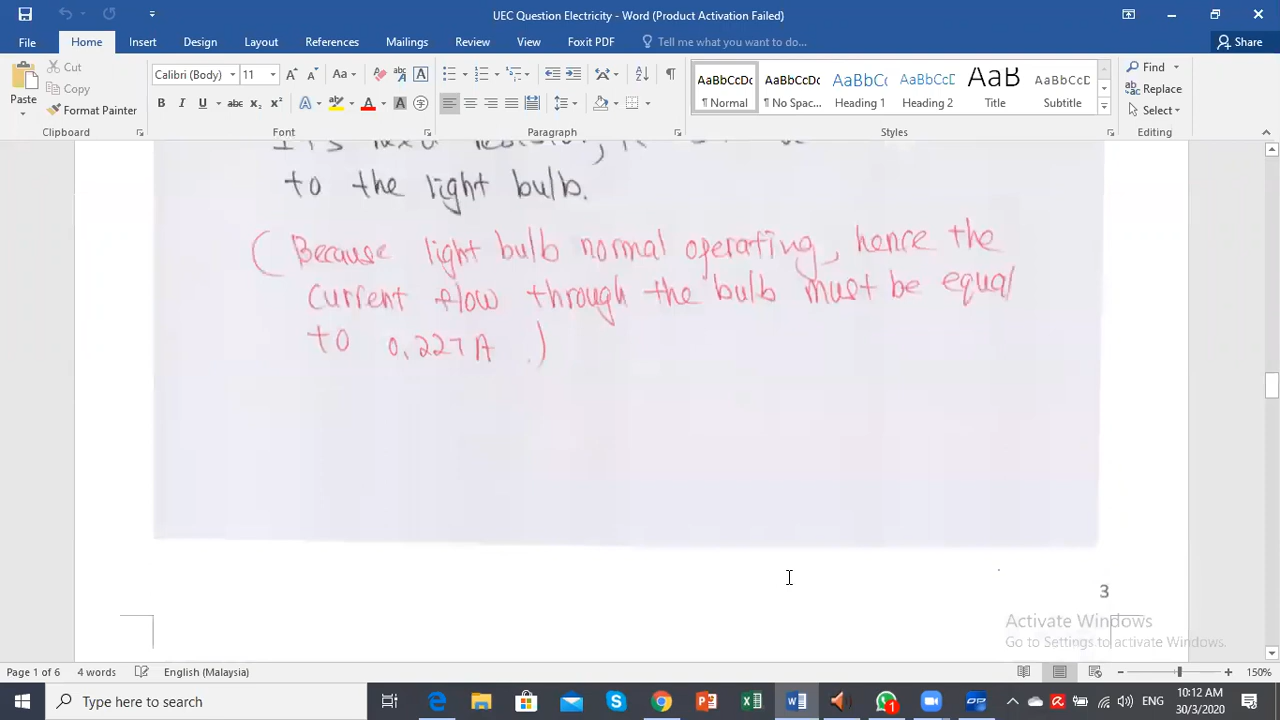 UEC Question Electricity - Word (Product Activation Failed)
File Home Insert Design Layout References Mailings Review View Foxit PDF Tell me what you want to do... Share
Paste Cut Copy Format Painter
Calibri (Body) 11
AaBbCcDc AaBbCcDc AaBbCc AaBbCcD AaB AaBbCcD
¶ Normal ¶ No Spac... Heading 1 Heading 2 Title Subtitle
Find
Replace
Select
Clipboard Font Paragraph Styles Editing
to the light bulb.
( Because light bulb normal operating, hence the
current flow through the bulb must be equal
to 0.227 A .)
3
Activate Windows
Go to Settings to activate Windows.
Page 1 of 6 4 words English (Malaysia) 150%
Type here to search
1
ENG
10:12 AM
30/3/2020